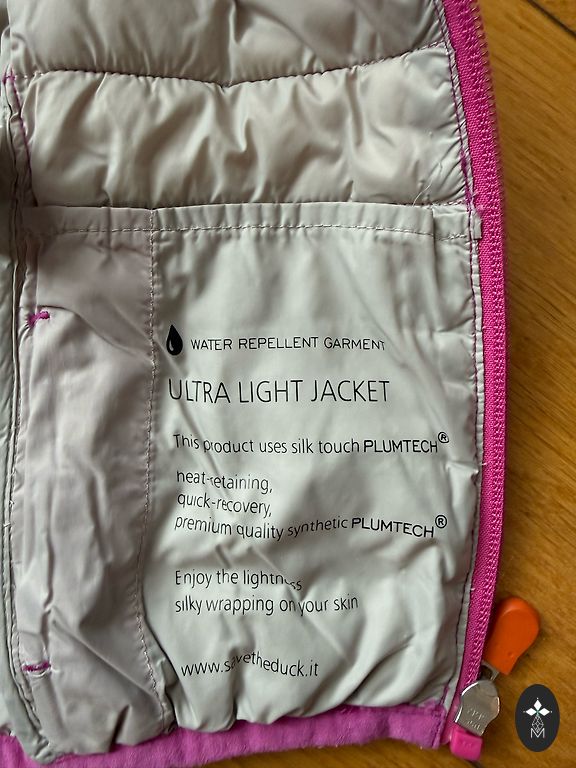 WATER REPELLENT GARMENT
ULTRA LIGHT JACKET
This product uses silk touch PLUMTECH®
heat-retaining,
quick-recovery,
premium quality synthetic PLUMTECH®
Enjoy the lightness
silky wrapping on your skin
www.savetheduck.it